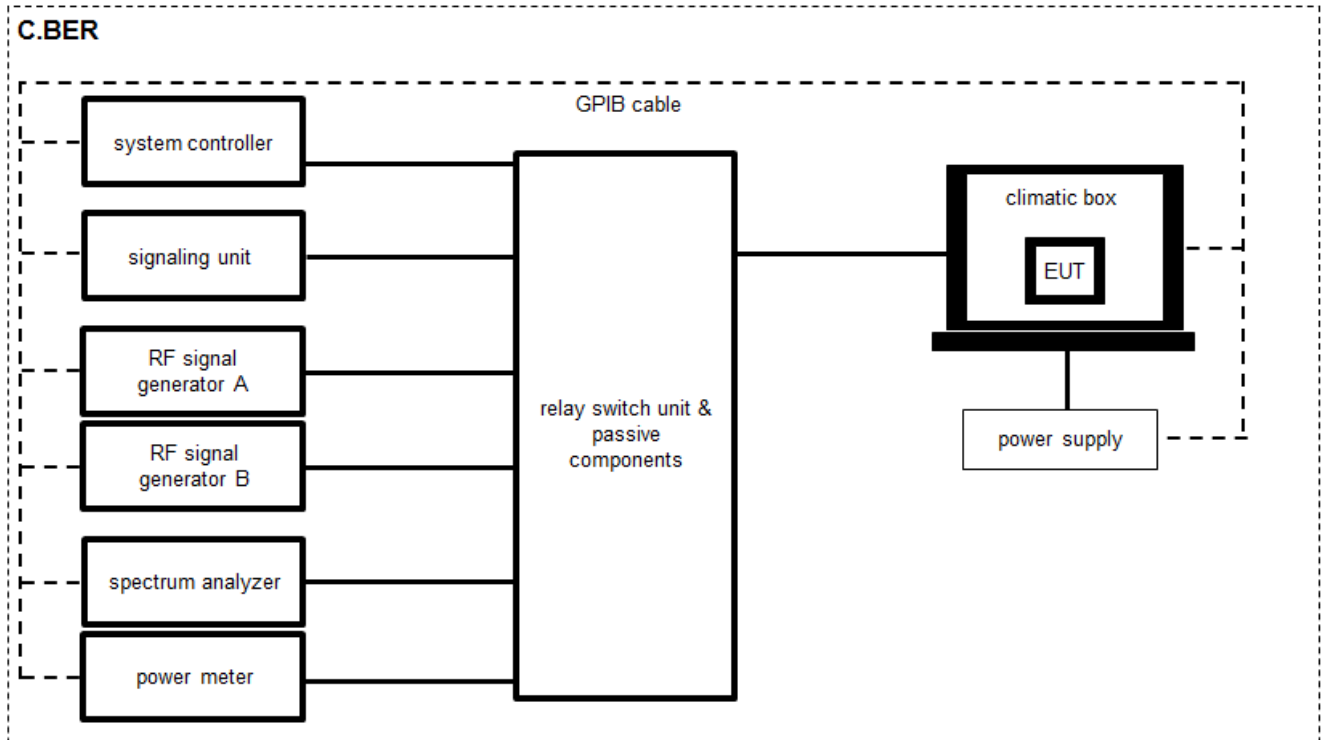 C.BER
GPIB cable
system controller
signaling unit
RF signal
generator A
RF signal
generator B
spectrum analyzer
power meter
relay switch unit &
passive
components
climatic box
EUT
power supply